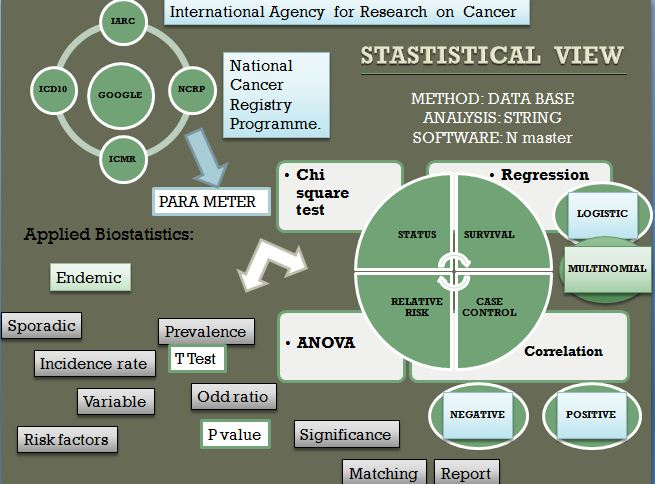 International Agency for Research on Cancer
IARC
ICD10
GOOGLE
NCRP
ICMR
National
Cancer
Registry
Programme.
STASTISTICAL VIEW
METHOD: DATA BASE
ANALYSIS: STRING
SOFTWARE: N master
PARA METER
• Chi
square
test
• Regression
STATUS
SURVIVAL
RELATIVE
RISK
CASE
CONTROL
LOGISTIC
MULTINOMIAL
• ANOVA
Correlation
NEGATIVE
POSITIVE
Applied Biostatistics:
Endemic
Sporadic
Prevalence
T Test
Incidence rate
Variable
Odd ratio
Risk factors
P value
Significance
Matching
Report